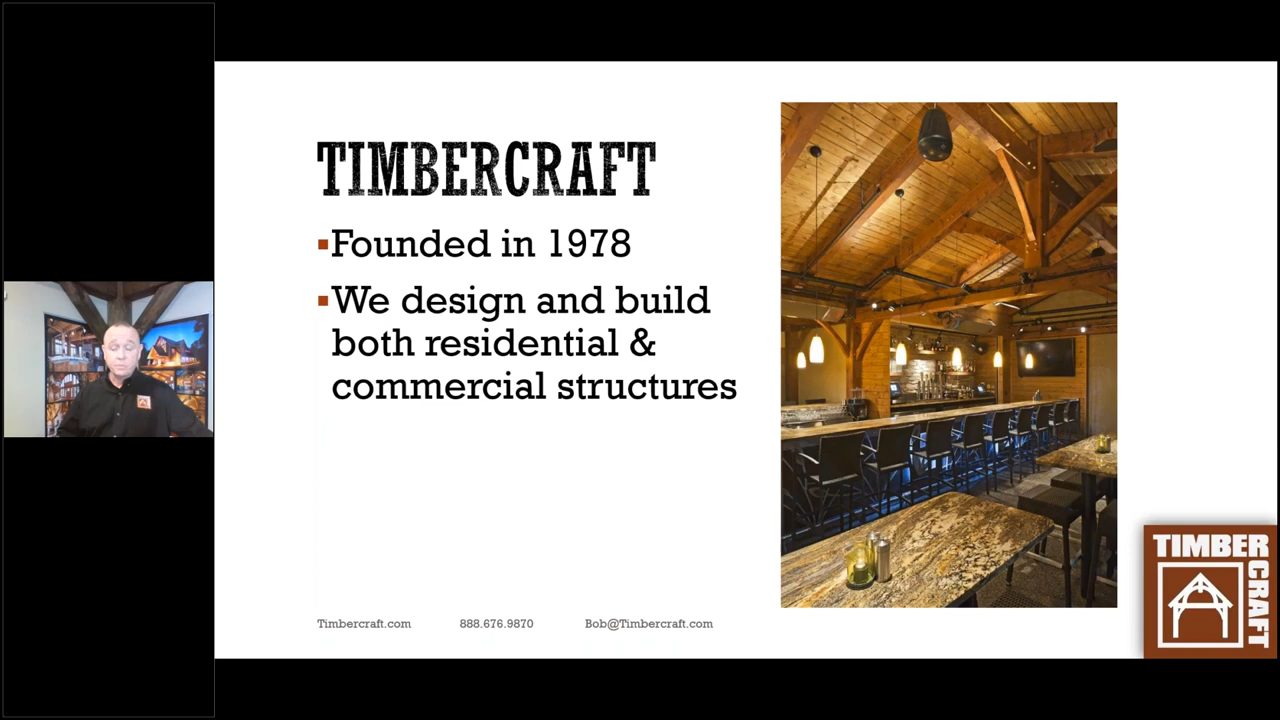 TIMBERCRAFT
▪Founded in 1978
▪We design and build
both residential &
commercial structures
Timbercraft.com 888.676.9870 Bob@Timbercraft.com
TIMBER
CRAFT